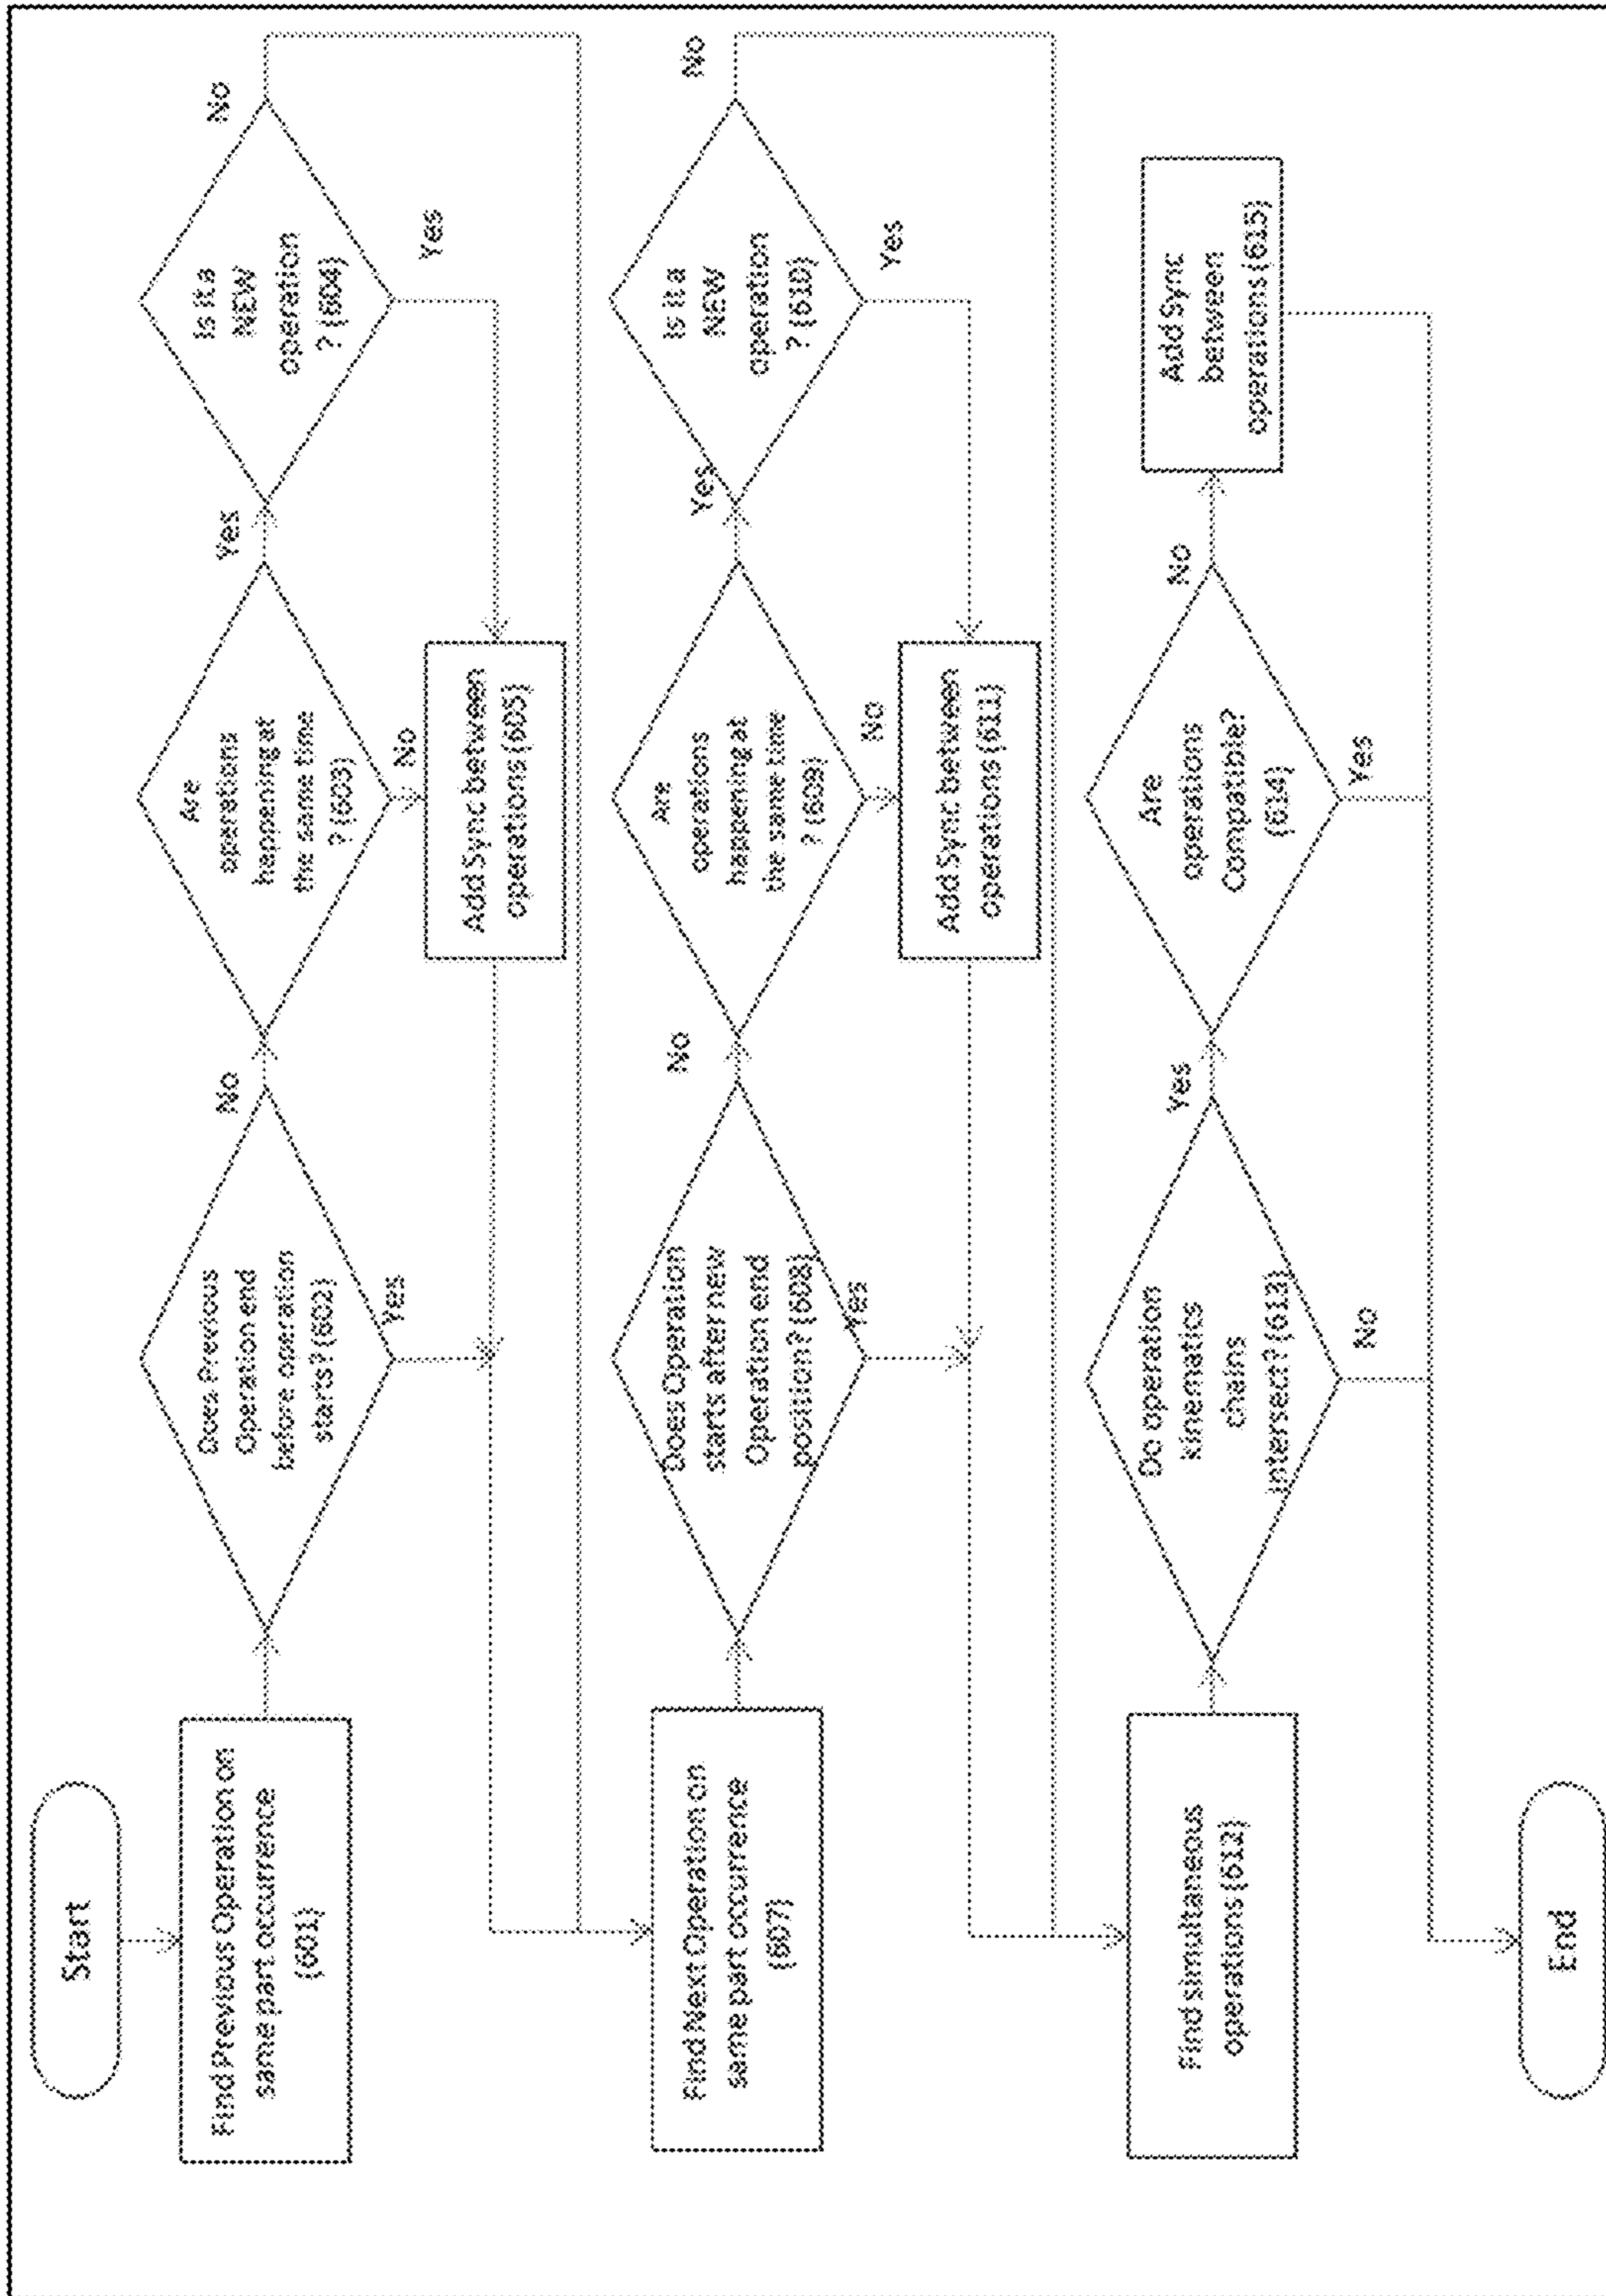 Start
Find Previous Operation on
same part occurrence
(601)
Does Previous
Operation end
before operation
starts? (602)
No
Yes
Are
operations
happening at
the same time
? (603)
Yes
No
Is it a
NEW
operation
? (604)
No
Yes
Add Sync between
operations (605)
Find Next Operation on
same part occurrence
(607)
Does Operation
starts after new
Operation end
position? (608)
No
Yes
Are
operations
happening at
the same time
? (609)
Yes
No
Is it a
NEW
operation
? (610)
No
Yes
Add Sync between
operations (611)
Find simultaneous
operations (612)
Do operation
sinematics
chains
intersect? (613)
Yes
No
Are
operations
Compatible?
(614)
No
Yes
Add Sync
between
operations (615)
End